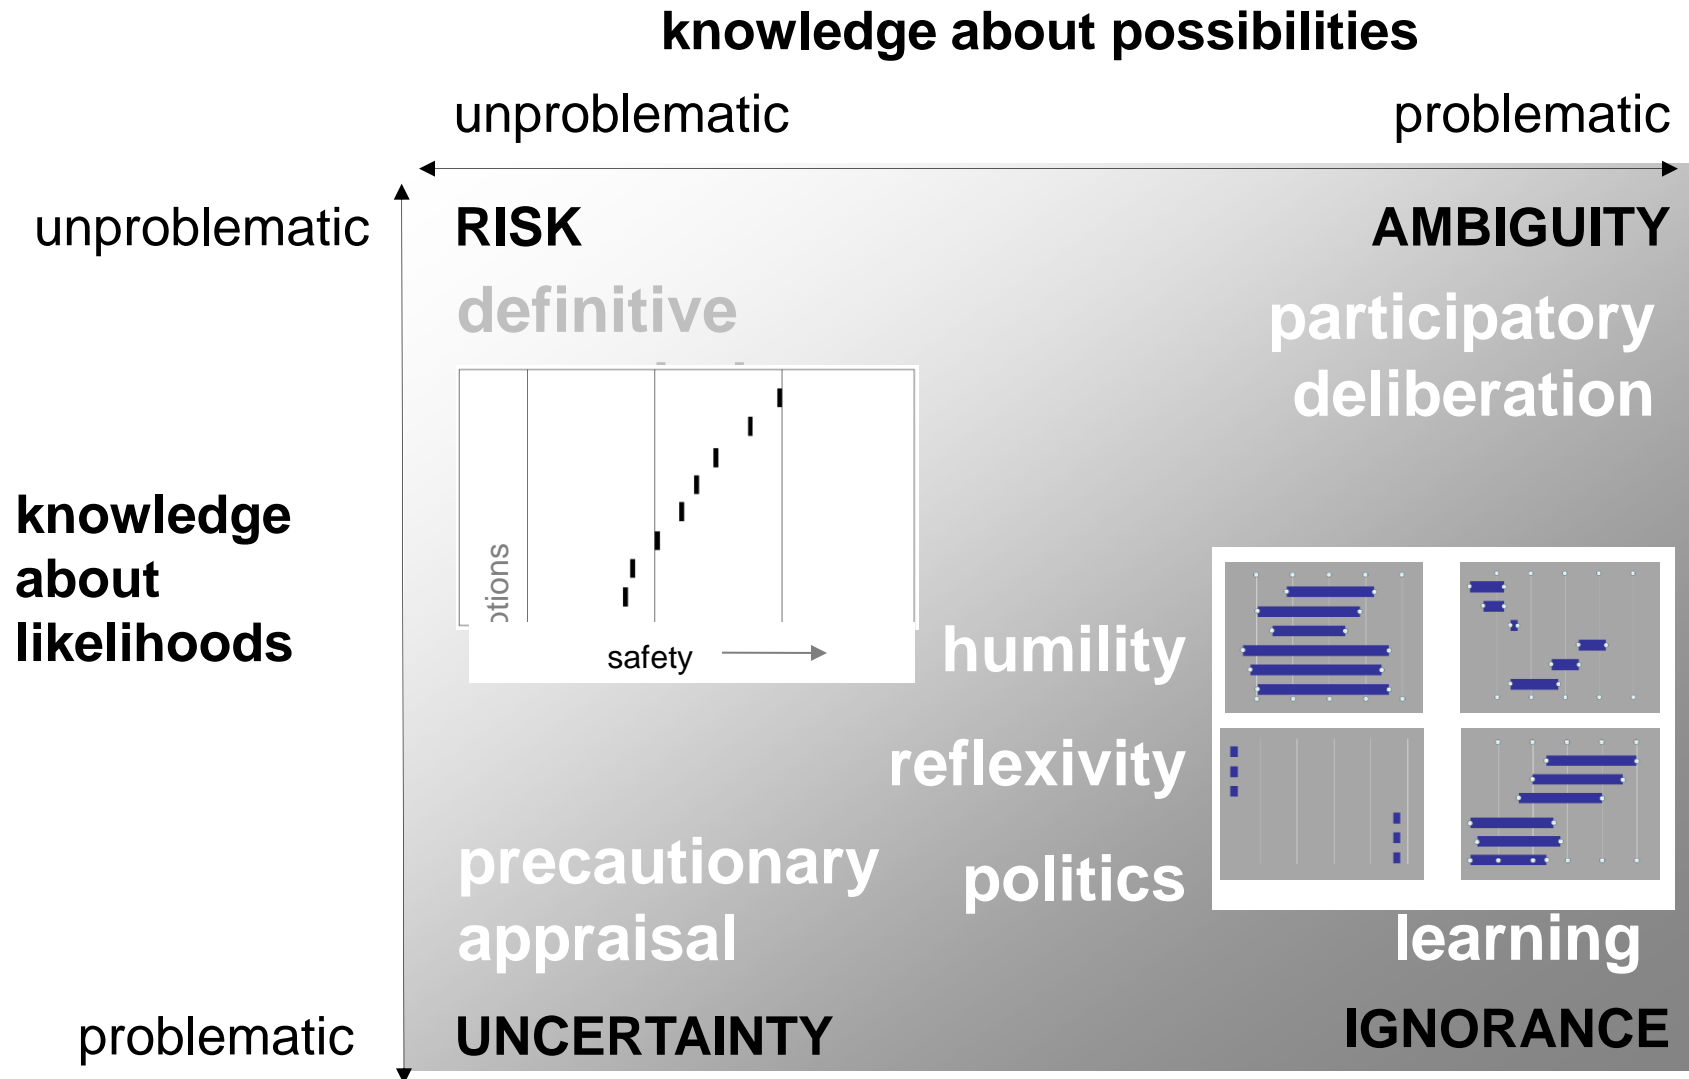 knowledge about possibilities
unproblematic
problematic
unproblematic
RISK
AMBIGUITY
definitive
participatory
deliberation
knowledge
about
likelihoods
safety
humility
reflexivity
politics
precautionary
appraisal
learning
problematic
UNCERTAINTY
IGNORANCE